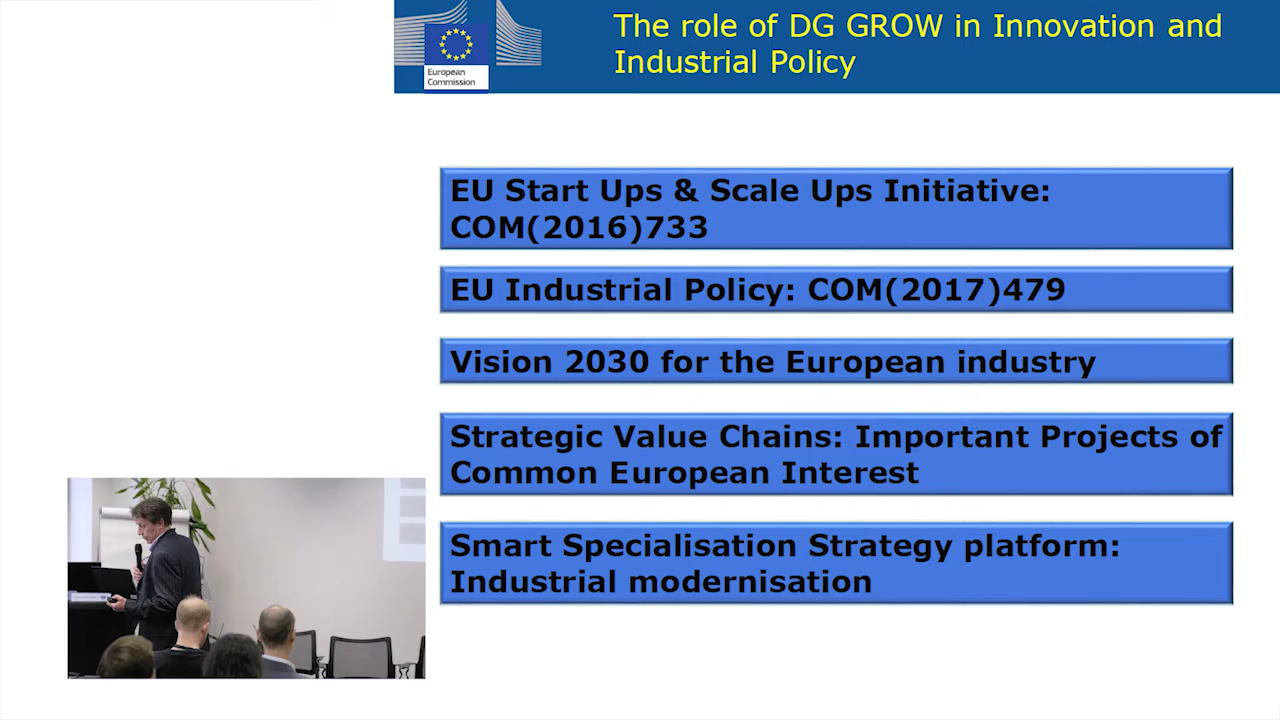 The role of DG GROW in Innovation and
Industrial Policy
European
Commission
EU Start Ups & Scale Ups Initiative:
COM(2016)733
EU Industrial Policy: COM(2017)479
Vision 2030 for the European industry
Strategic Value Chains: Important Projects of
Common European Interest
Smart Specialisation Strategy platform:
Industrial modernisation